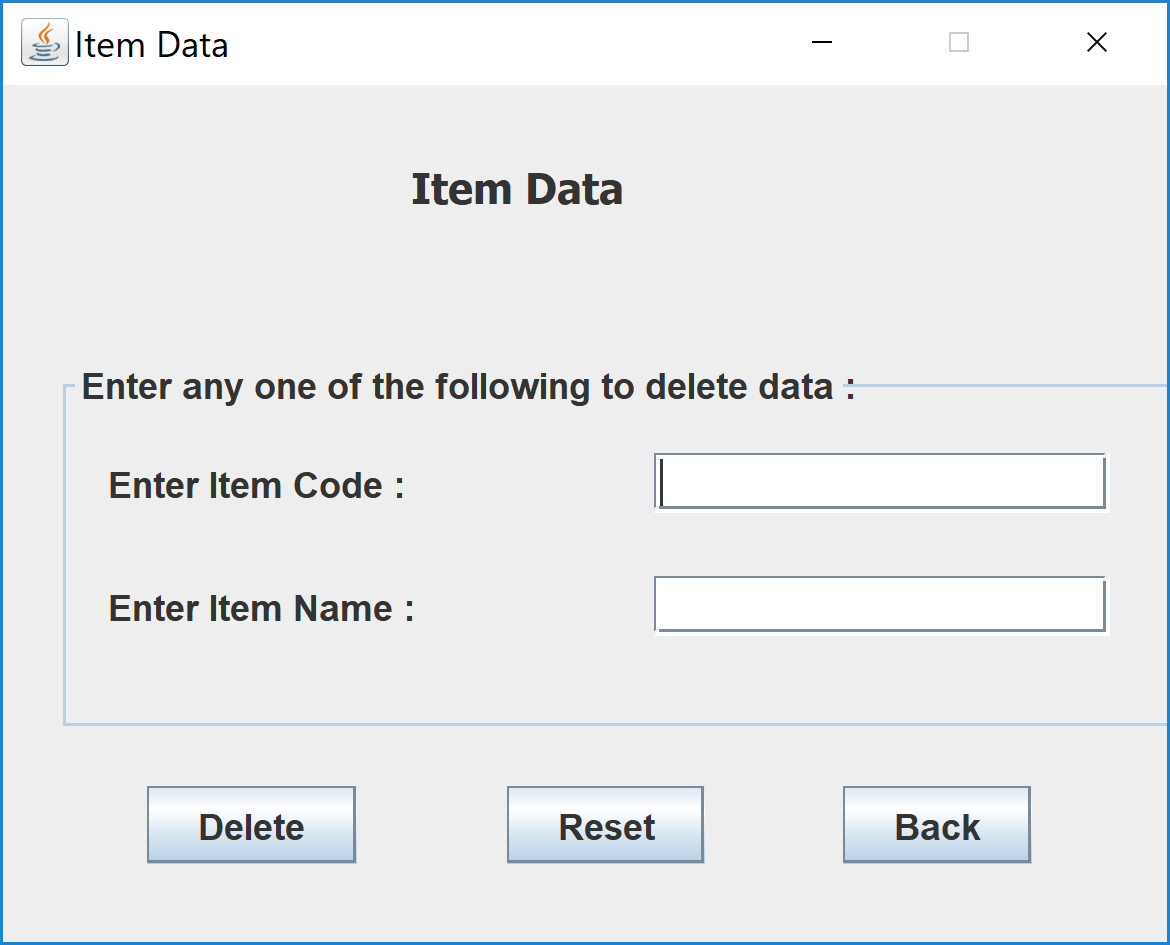 Item Data
Item Data
Enter any one of the following to delete data :
Enter Item Code :
Enter Item Name :
Delete Reset Back